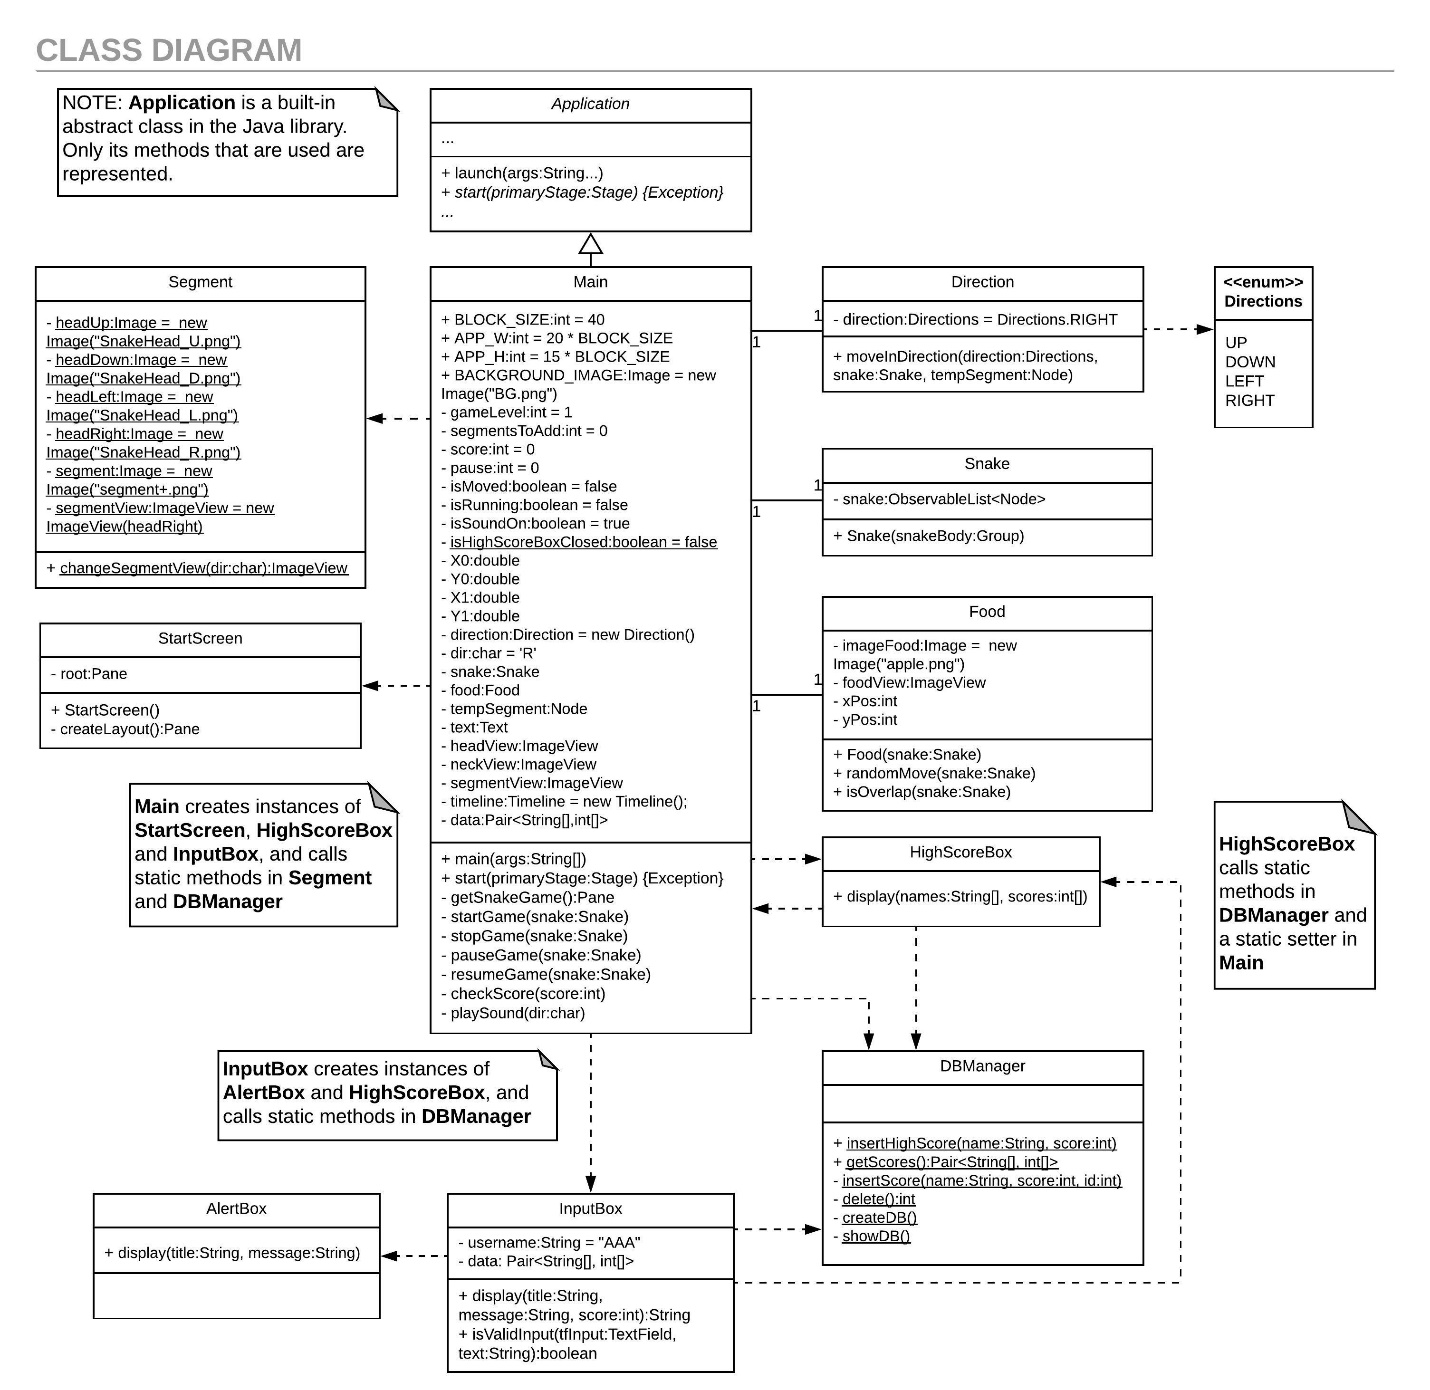 CLASS DIAGRAM
NOTE: Application is a built-in
abstract class in the Java library.
Only its methods that are used are
represented.
Application
...
+ launch(args:String...)
+ start(primaryStage:Stage) {Exception}
...
Segment
- headUp:Image = new
Image("SnakeHead_U.png")
- headDown:Image = new
Image("SnakeHead_D.png")
- headLeft:Image = new
Image("SnakeHead_L.png")
- headRight:Image = new
Image("SnakeHead_R.png")
- segment:Image = new
Image("segment+.png")
- segmentView:ImageView = new
ImageView(headRight)
+ changeSegmentView(dir:char):ImageView
Main
+ BLOCK_SIZE:int = 40
+ APP_W:int = 20 * BLOCK_SIZE
+ APP_H:int = 15 * BLOCK_SIZE
+ BACKGROUND_IMAGE:Image = new
Image("BG.png")
- gameLevel:int = 1
- segmentsToAdd:int = 0
- score:int = 0
- pause:int = 0
- isMoved:boolean = false
- isRunning:boolean = false
- isSoundOn:boolean = true
- isHighScoreBoxClosed:boolean = false
- X0:double
- Y0:double
- X1:double
- Y1:double
- direction:Direction = new Direction()
- dir:char = 'R'
- snake:Snake
- food:Food
- tempSegment:Node
- text:Text
- headView:ImageView
- neckView:ImageView
- segmentView:ImageView
- timeline:Timeline = new Timeline();
- data:Pair<String[],int[]>
+ main(args:String[])
+ start(primaryStage:Stage) {Exception}
- getSnakeGame():Pane
- startGame(snake:Snake)
- stopGame(snake:Snake)
- pauseGame(snake:Snake)
- resumeGame(snake:Snake)
- checkScore(score:int)
- playSound(dir:char)
1
1
Direction
- direction:Directions = Directions.RIGHT
+ moveInDirection(direction:Directions,
snake:Snake, tempSegment:Node)
<<enum>>
Directions
UP
DOWN
LEFT
RIGHT
1
1
Snake
- snake:ObservableList<Node>
+ Snake(snakeBody:Group)
1
1
Food
- imageFood:Image = new
Image("apple.png")
- foodView:ImageView
- xPos:int
- yPos:int
+ Food(snake:Snake)
+ randomMove(snake:Snake)
+ isOverlap(snake:Snake)
StartScreen
- root:Pane
+ StartScreen()
- createLayout():Pane
Main creates instances of
StartScreen, HighScoreBox
and InputBox, and calls
static methods in Segment
and DBManager
HighScoreBox
+ display(names:String[], scores:int[])
HighScoreBox
calls static
methods in
DBManager and
a static setter in
Main
InputBox creates instances of
AlertBox and HighScoreBox, and
calls static methods in DBManager
DBManager
+ insertHighScore(name:String, score:int)
+ getScores():Pair<String[], int[]>
- insertScore(name:String, score:int, id:int)
- delete():int
- createDB()
- showDB()
AlertBox
+ display(title:String, message:String)
InputBox
- username:String = "AAA"
- data: Pair<String[], int[]>
+ display(title:String,
message:String, score:int):String
+ isValidInput(tfInput:TextField,
text:String):boolean